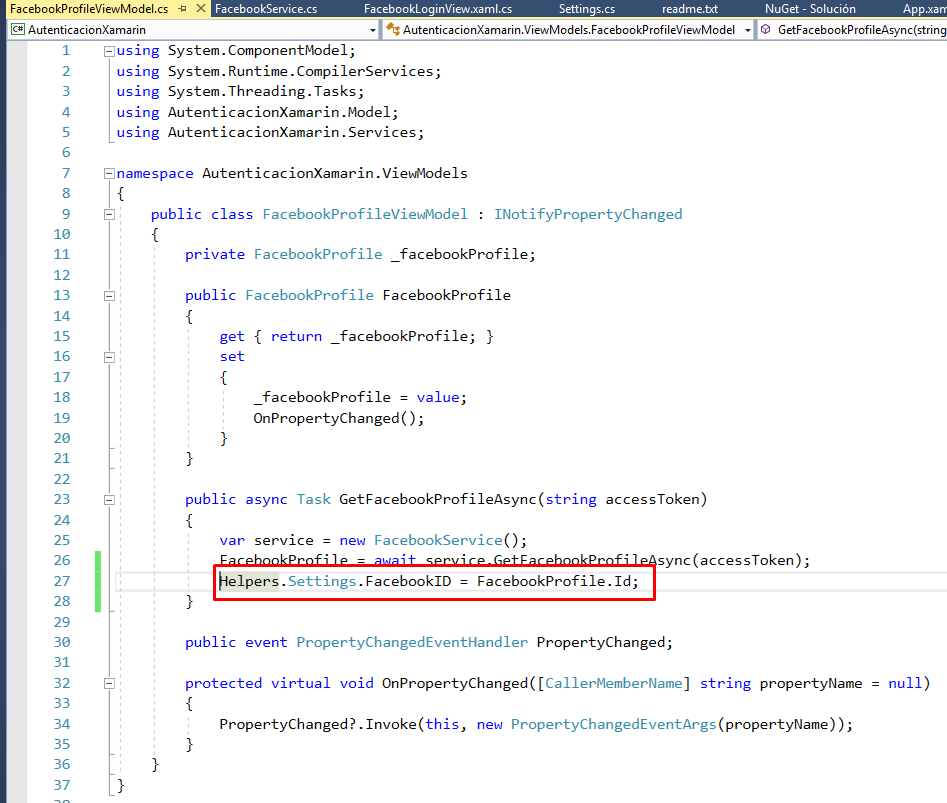 FacebookProfileViewModel.cs FacebookService.cs FacebookLoginView.xaml.cs Settings.cs readme.txt NuGet - Solución App.xam
C# AutenticacionXamarin AutenticacionXamarin.ViewModels.FacebookProfileViewModel GetFacebookProfileAsync(string
1 using System.ComponentModel;
2 using System.Runtime.CompilerServices;
3 using System.Threading.Tasks;
4 using AutenticacionXamarin.Model;
5 using AutenticacionXamarin.Services;
6
7 namespace AutenticacionXamarin.ViewModels
8 {
9 public class FacebookProfileViewModel : INotifyPropertyChanged
10 {
11 private FacebookProfile _facebookProfile;
12
13 public FacebookProfile FacebookProfile
14 {
15 get { return _facebookProfile; }
16 set
17 {
18 _facebookProfile = value;
19 OnPropertyChanged();
20 }
21 }
22
23 public async Task GetFacebookProfileAsync(string accessToken)
24 {
25 var service = new FacebookService();
26 FacebookProfile = await service.GetFacebookProfileAsync(accessToken);
27 Helpers.Settings.FacebookID = FacebookProfile.Id;
28 }
29
30 public event PropertyChangedEventHandler PropertyChanged;
31
32 protected virtual void OnPropertyChanged([CallerMemberName] string propertyName = null)
33 {
34 PropertyChanged?.Invoke(this, new PropertyChangedEventArgs(propertyName));
35 }
36 }
37 }
38